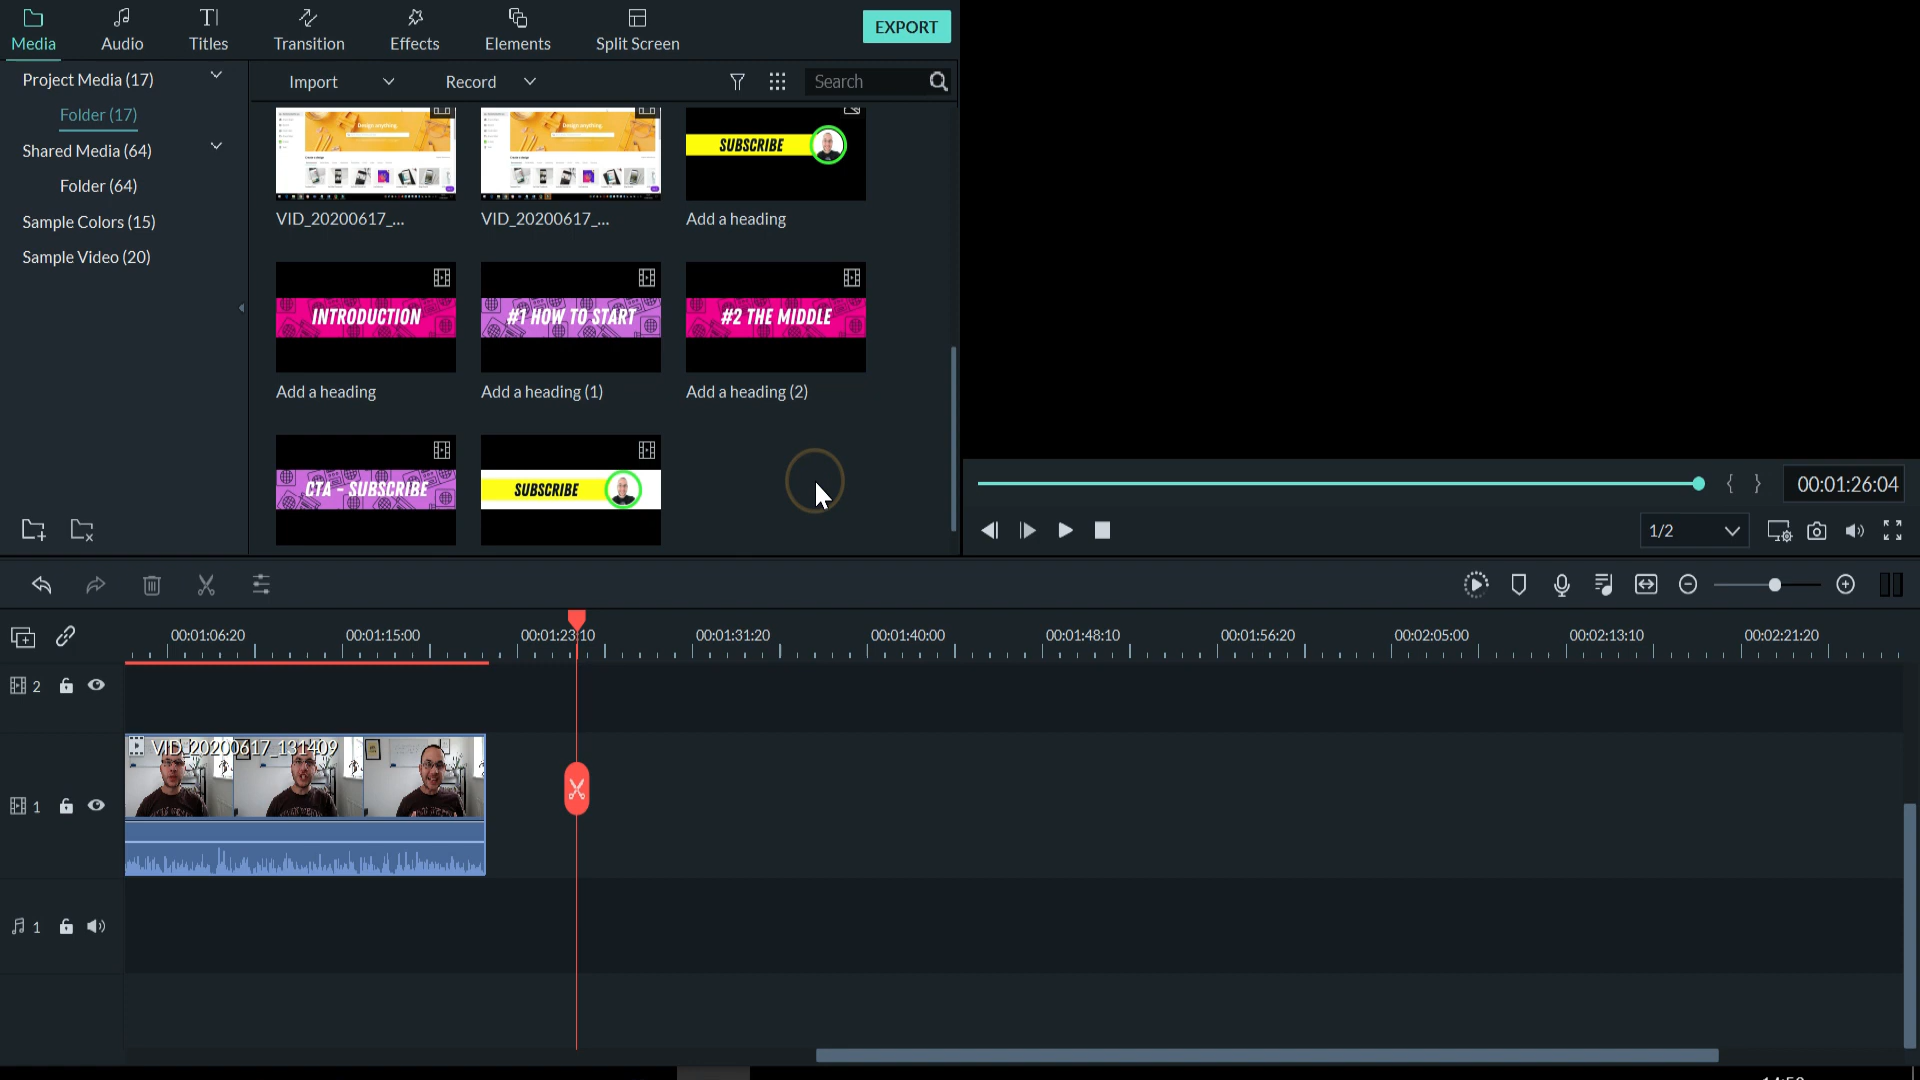 Media
Audio
Titles
Transition
Effects
Elements
Split Screen
EXPORT
Project Media (17)
Folder (17)
Shared Media (64)
Folder (64)
Sample Colors (15)
Sample Video (20)
Import
Record
Search
Design anything.
SUBSCRIBE
VID_20200617_...
VID_20200617_...
Add a heading
INTRODUCTION
#1 HOW TO START
#2 THE MIDDLE
Add a heading
Add a heading (1)
Add a heading (2)
CTA - SUBSCRIBE
SUBSCRIBE
00:01:26:04
1/2
00:01:06:20
00:01:15:00
00:01:23:10
00:01:31:20
00:01:40:00
00:01:48:10
00:01:56:20
00:02:05:00
00:02:13:10
00:02:21:20
2
VID_20200617_131409
1
1